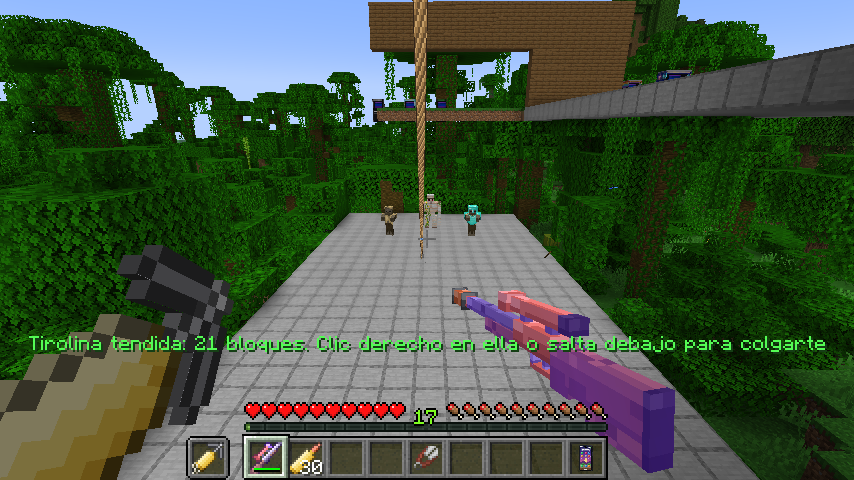 Tirolina tendida: 21 bloques. Clic derecho en ella o salta debajo para colgarte
17
30